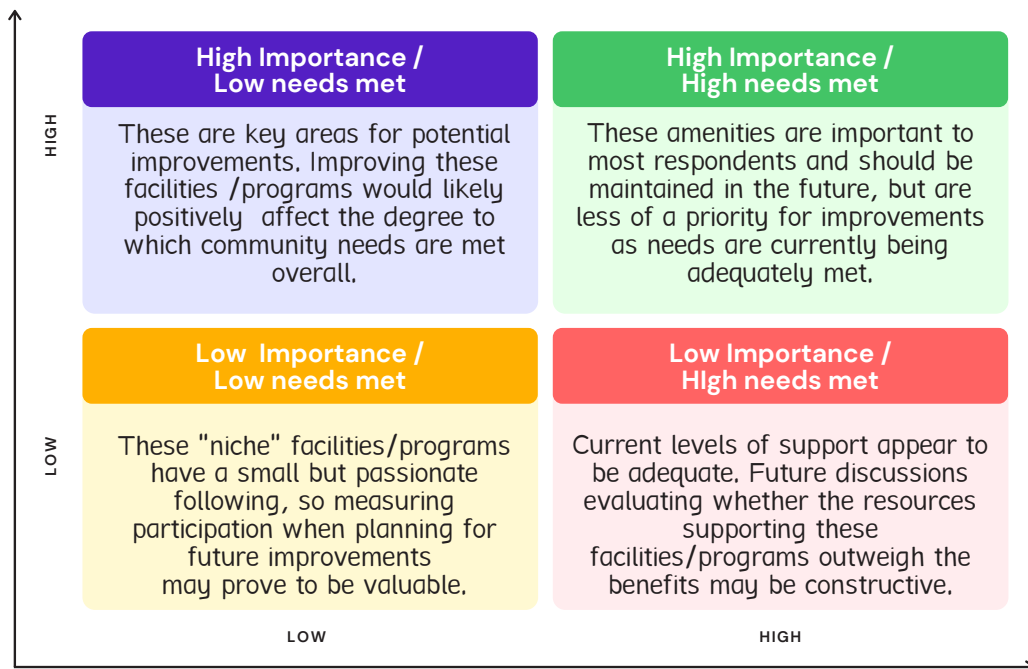 High Importance /
Low needs met
These are key areas for potential
improvements. Improving these
facilities /programs would likely
positively  affect the degree to
which community needs are met
overall.
High Importance /
High needs met
These amenities are important to
most respondents and should be
maintained in the future, but are
less of a priority for improvements
as needs are currently being
adequately met.
HIGH
Low  Importance /
Low needs met
These "niche" facilities/programs
have a small but passionate
following, so measuring
participation when planning for
future improvements
may prove to be valuable.
Low Importance /
HIgh needs met
Current levels of support appear to
be adequate. Future discussions
evaluating whether the resources
supporting these
facilities/programs outweigh the
benefits may be constructive.
LOW
LOW
HIGH